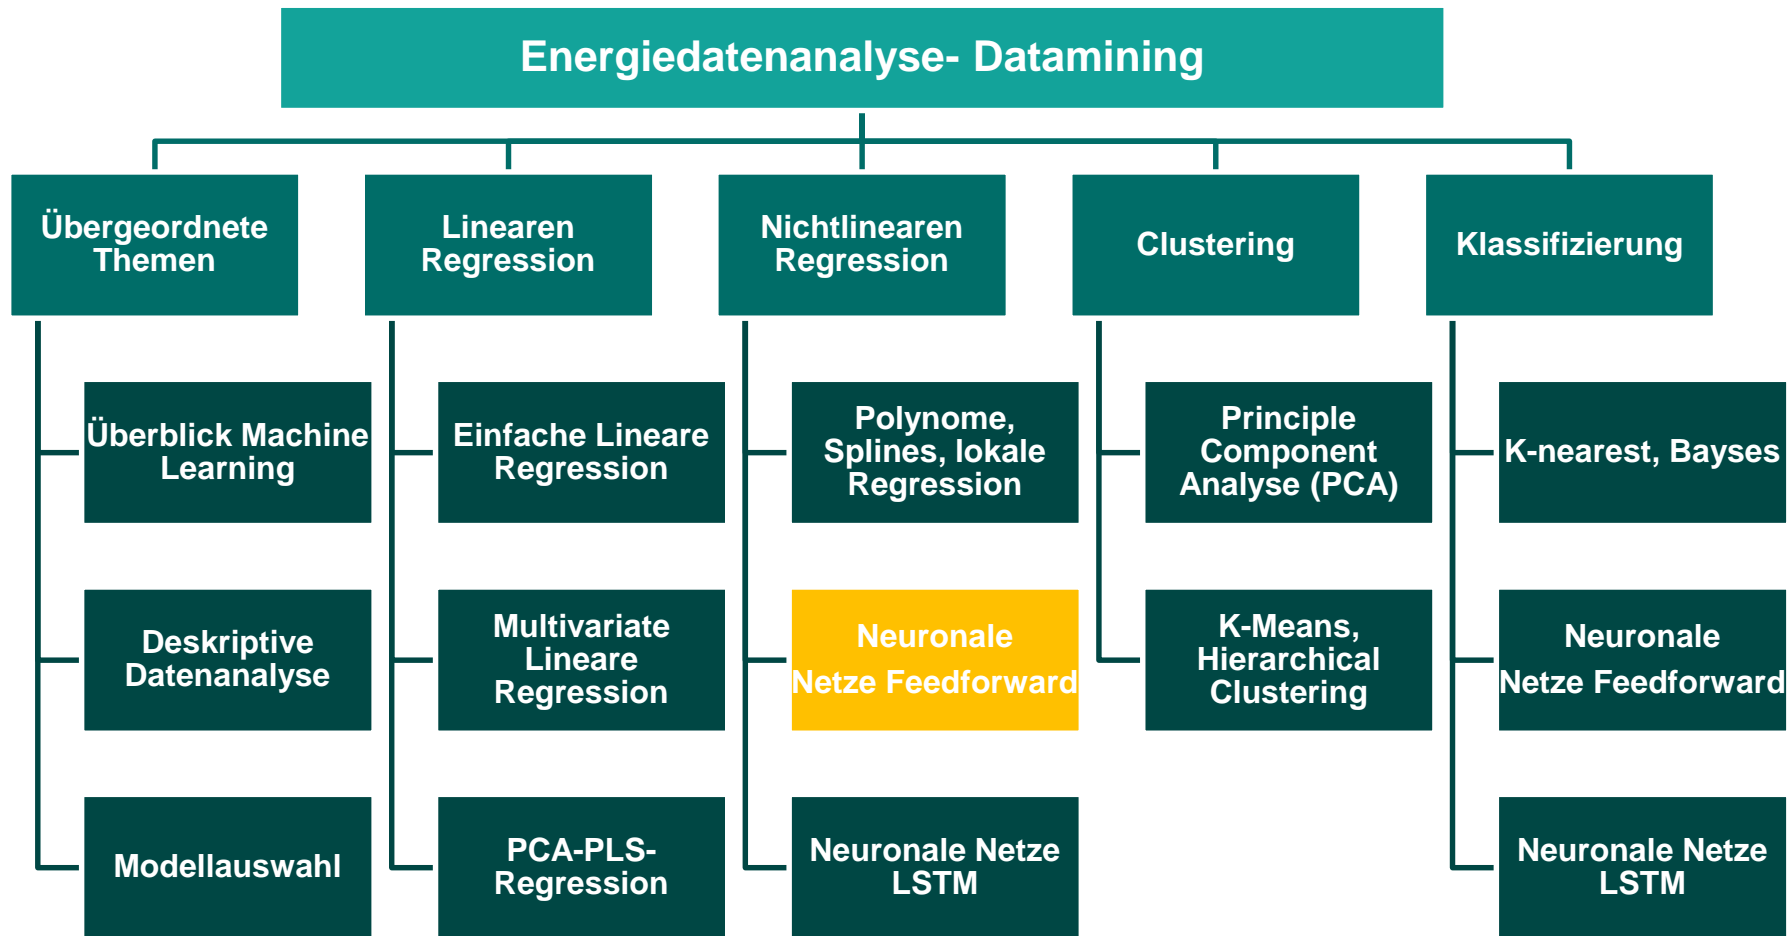 Energiedatenanalyse- Datamining
Übergeordnete
Themen
Linearen
Regression
Nichtlinearen
Regression
Clustering
Klassifizierung
Überblick Machine
Learning
Einfache Lineare
Regression
Polynome,
Splines, lokale
Regression
Principle
Component
Analyse (PCA)
K-nearest, Bayses
Deskriptive
Datenanalyse
Multivariate
Lineare
Regression
Neuronale
Netze Feedforward
K-Means,
Hierarchical
Clustering
Neuronale
Netze Feedforward
Modellauswahl
PCA-PLS-
Regression
Neuronale Netze
LSTM
Neuronale Netze
LSTM